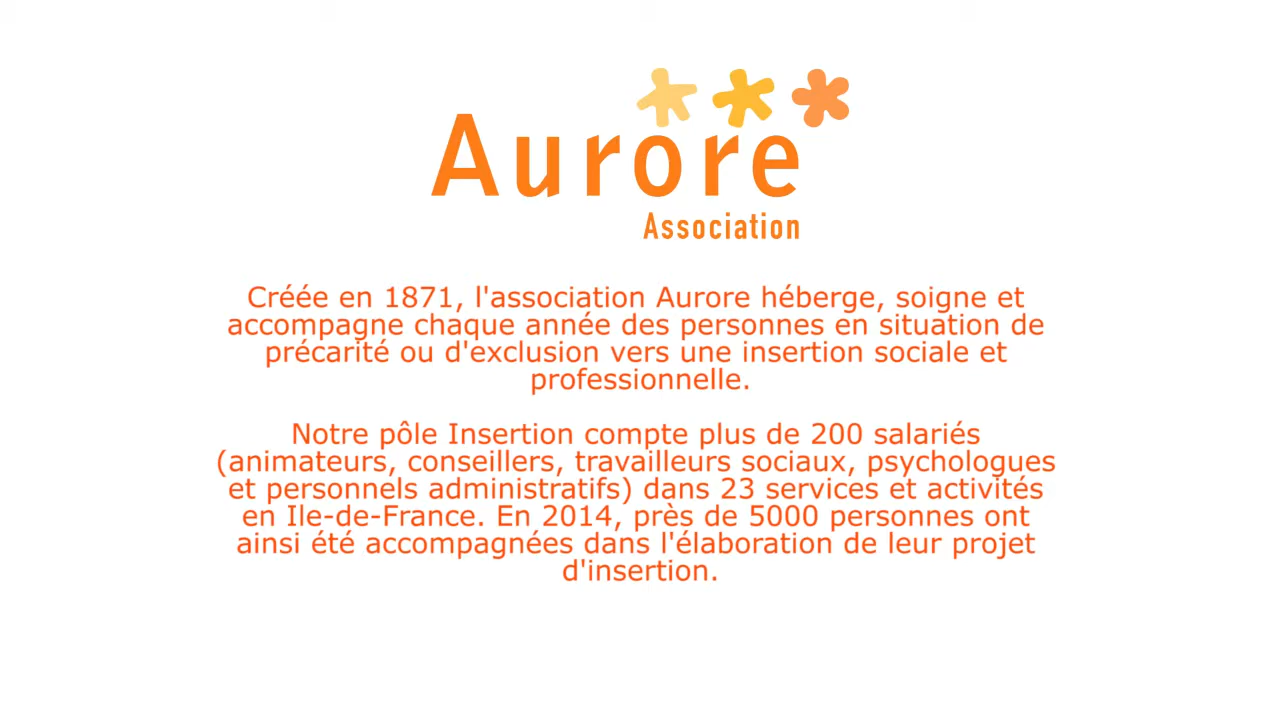 Aurore
Association
Créée en 1871, l'association Aurore héberge, soigne et
accompagne chaque année des personnes en situation de
précarité ou d'exclusion vers une insertion sociale et
professionnelle.
Notre pôle Insertion compte plus de 200 salariés
(animateurs, conseillers, travailleurs sociaux, psychologues
et personnels administratifs) dans 23 services et activités
en Ile-de-France. En 2014, près de 5000 personnes ont
ainsi été accompagnées dans l'élaboration de leur projet
d'insertion.